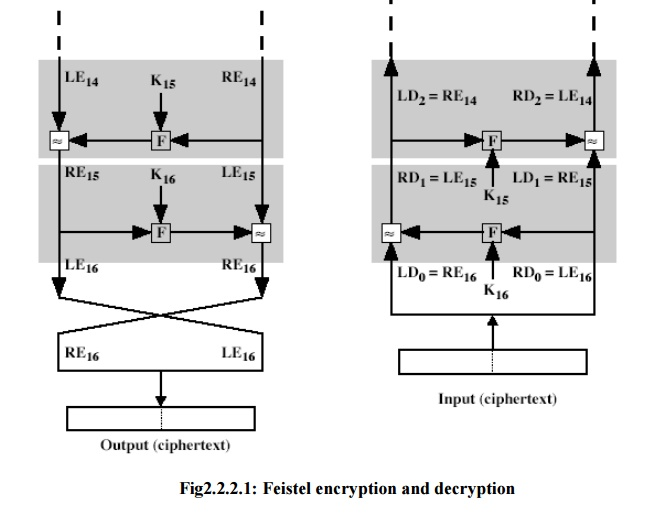 LE14 K15 RE14
≈ F
RE15 K16 LE15
F ≈
LE16 RE16
RE16 LE16
Output (ciphertext)
LD2 = RE14 RD2 = LE14
F ≈
RD1 = LE15 LD1 = RE15
K15
≈ F
LD0 = RE16 RD0 = LE16
K16
Input (ciphertext)
Fig2.2.2.1: Feistel encryption and decryption